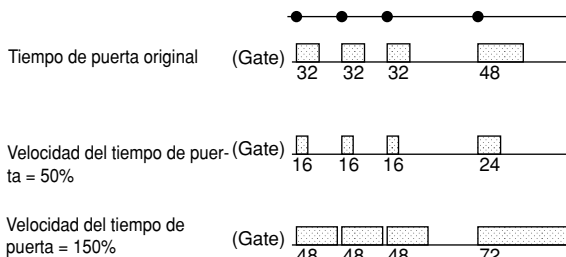 Tiempo de puerta original (Gate)
32 32 32 48
Velocidad del tiempo de puer- (Gate)
ta = 50%
16 16 16 24
Velocidad del tiempo de
puerta = 150% (Gate)
48 48 48 72